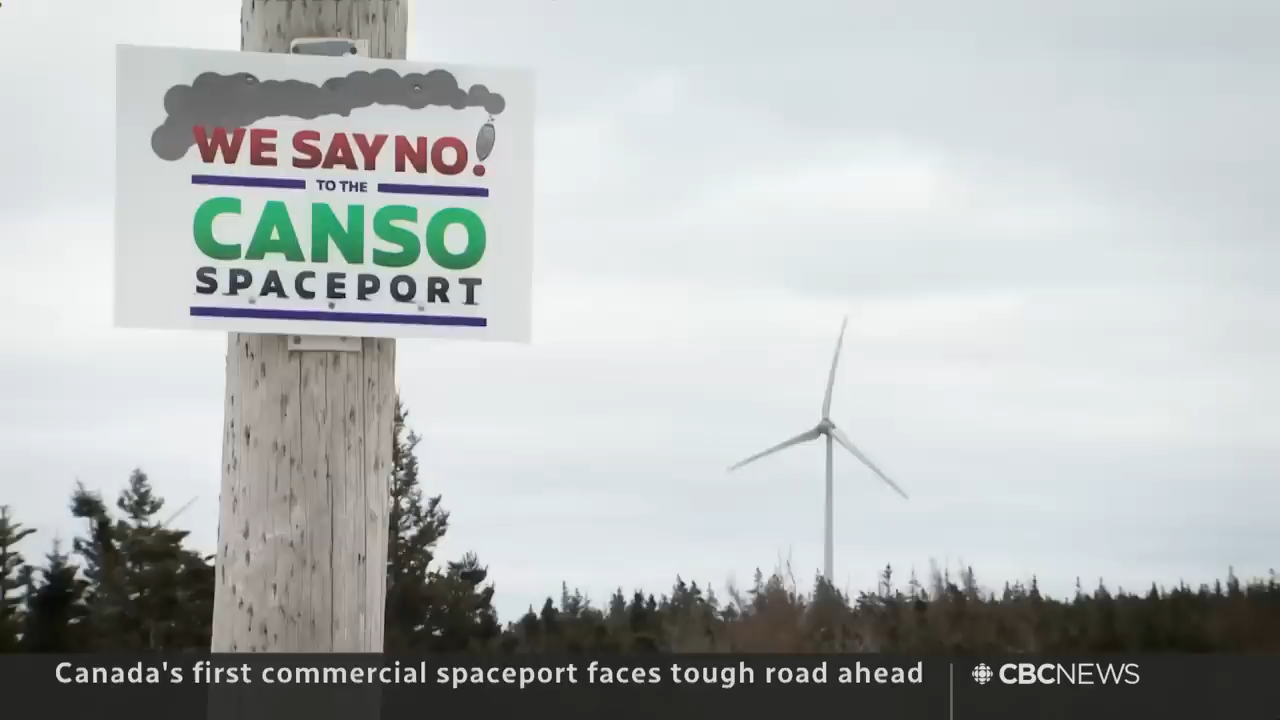 WE SAY NO!
TO THE
CANSO
SPACEPORT
Canada's first commercial spaceport faces tough road ahead
CBCNEWS